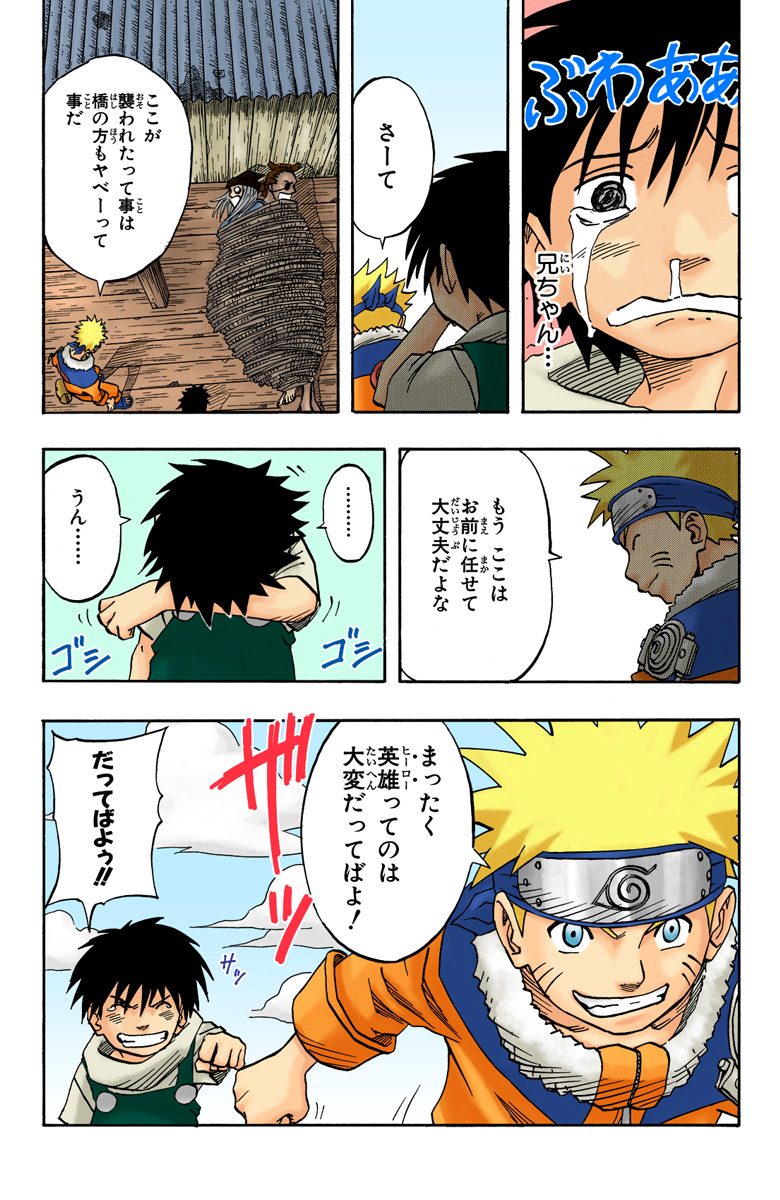 ぶわああ
兄ちゃん…
さーて
ここが
襲われたって事は
橋の方もヤベーって
事だ
もう ここは
お前に任せて
大丈夫だよな
………
うん……
ゴシ
ゴシ
まったく
英雄ってのは
大変だってばよ！
ザッ
サッ
だってばよぅ!!